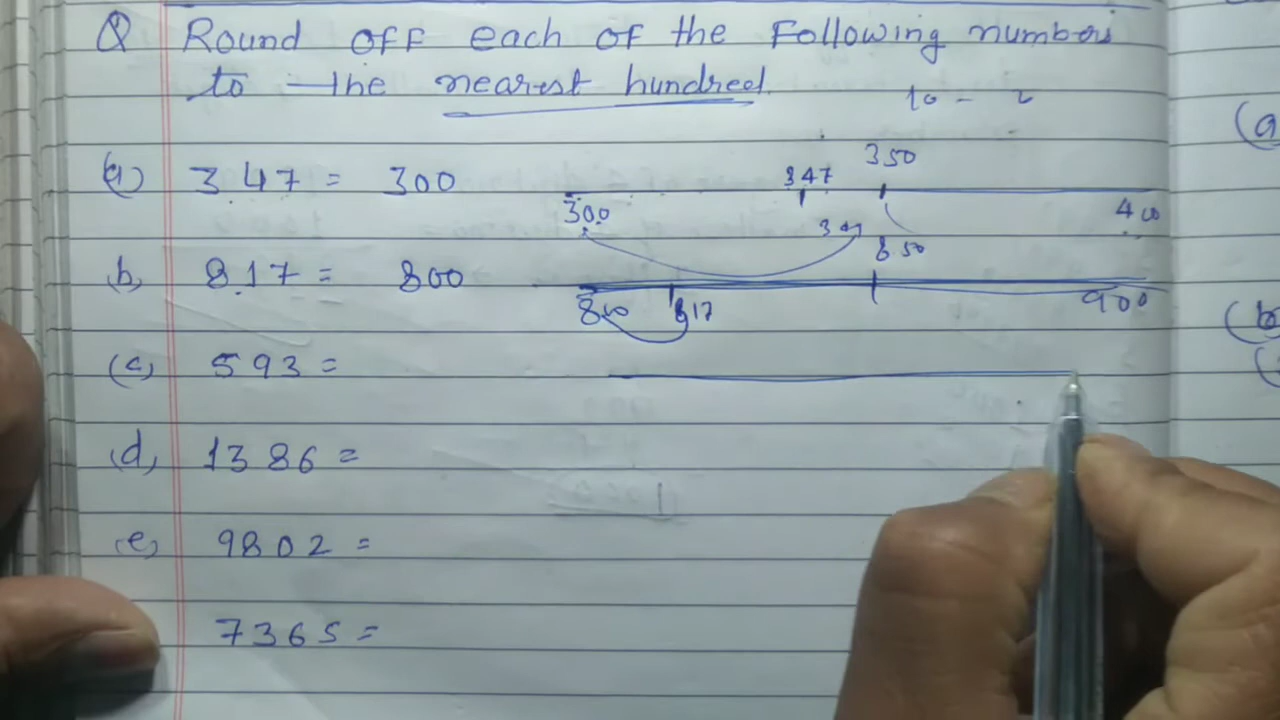 Q Round off each of the Following numbers
to the nearest hundred.
10 -
(a
350
(a) 347 = 300
347
300
400
347
850
(b) 817 = 800
800 817
900
(b
(c) 593 =
(d) 1386 =
(e) 9802 =
7365 =